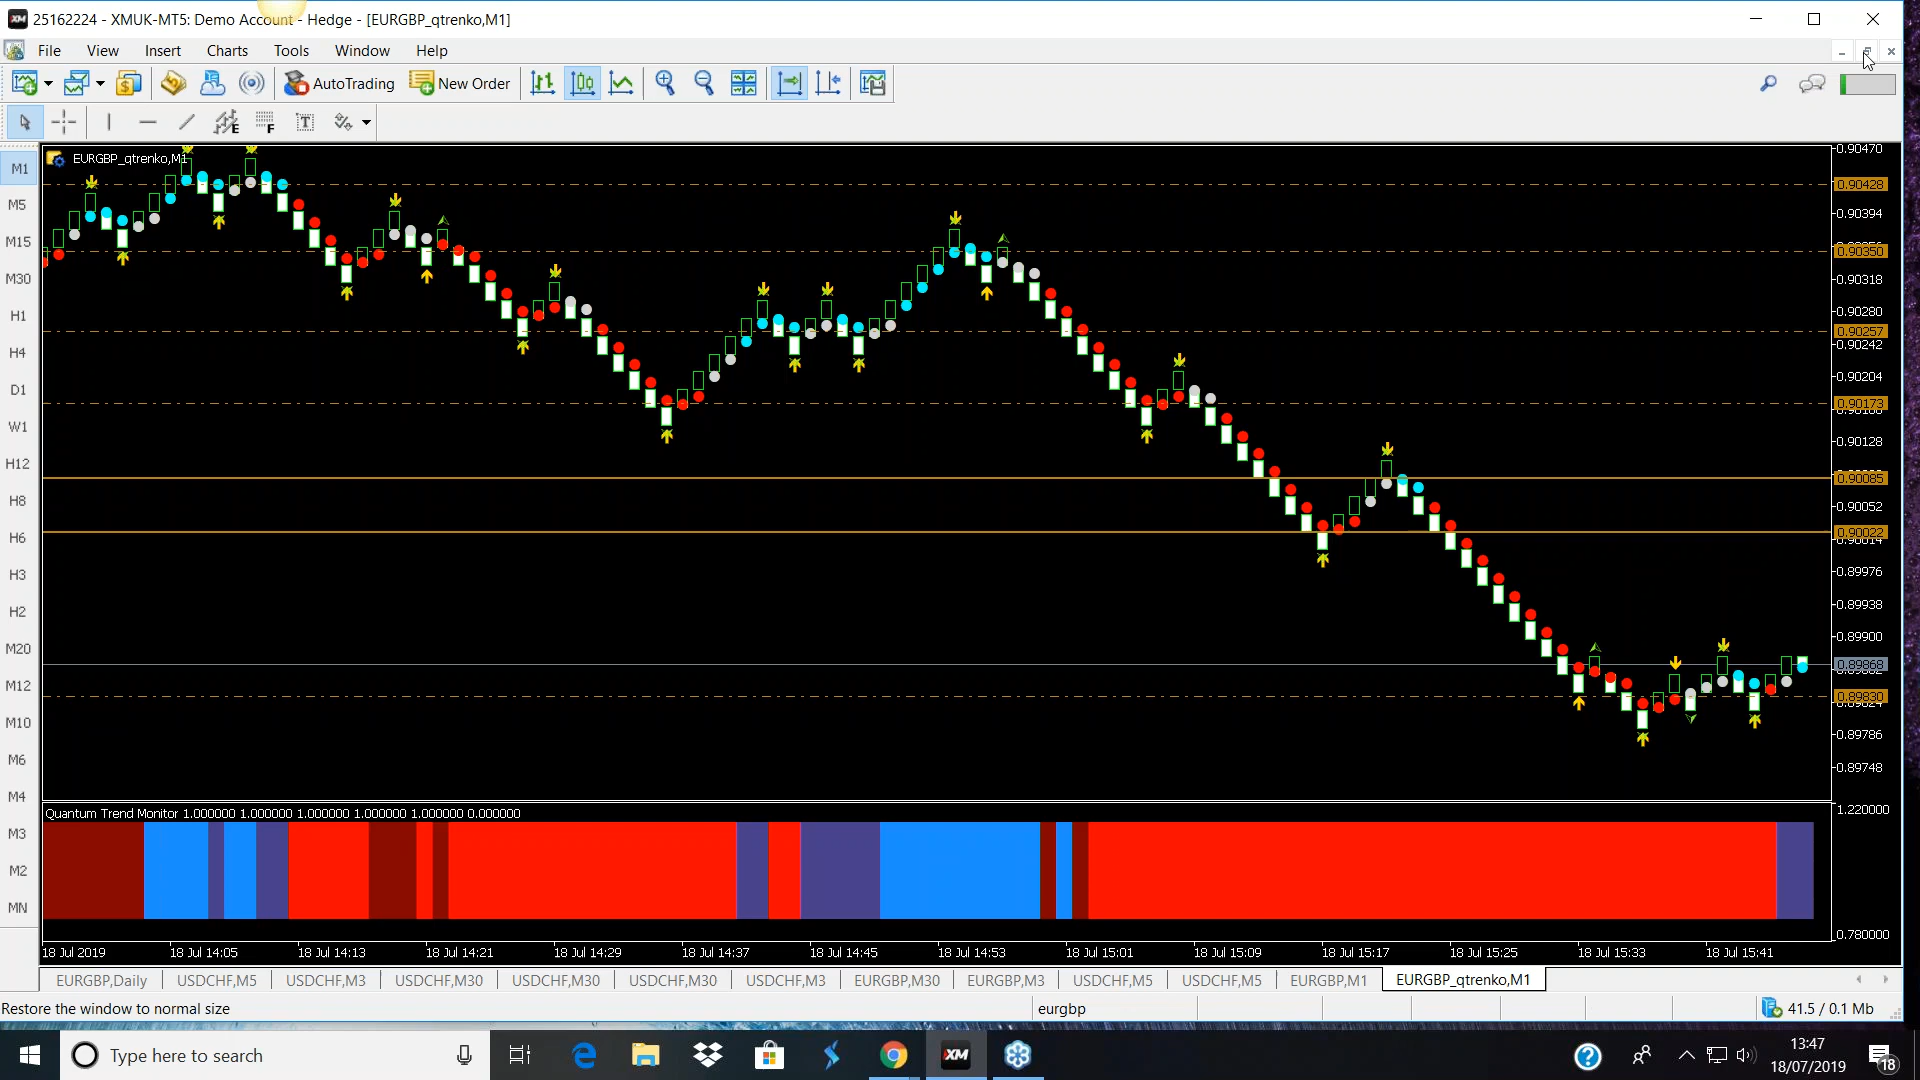 25162224 - XMUK-MT5: Demo Account - Hedge - [EURGBP_qtrenko,M1]
File View Insert Charts Tools Window Help
AutoTrading New Order
E F T
EURGBP_qtrenko,M1
M1
M5
M15
M30
H1
H4
D1
W1
H12
H8
H6
H3
H2
M20
M12
M10
M6
M4
M3
M2
MN
0.90470
0.90428
0.90394
0.90350
0.90318
0.90280
0.90257
0.90242
0.90204
0.90173
0.90128
0.90085
0.90052
0.90022
0.90014
0.89976
0.89938
0.89900
0.89868
0.89862
0.89830
0.89824
0.89786
0.89748
Quantum Trend Monitor 1.000000 1.000000 1.000000 1.000000 1.000000 0.000000
1.220000
0.780000
18 Jul 2019 18 Jul 14:05 18 Jul 14:13 18 Jul 14:21 18 Jul 14:29 18 Jul 14:37 18 Jul 14:45 18 Jul 14:53 18 Jul 15:01 18 Jul 15:09 18 Jul 15:17 18 Jul 15:25 18 Jul 15:33 18 Jul 15:41
EURGBP,Daily USDCHF,M5 USDCHF,M3 USDCHF,M30 USDCHF,M30 USDCHF,M30 USDCHF,M3 EURGBP,M30 EURGBP,M3 USDCHF,M5 USDCHF,M5 EURGBP,M1 EURGBP_qtrenko,M1
Restore the window to normal size eurgbp 41.5 / 0.1 Mb
Type here to search XM 13:47
18/07/2019 18